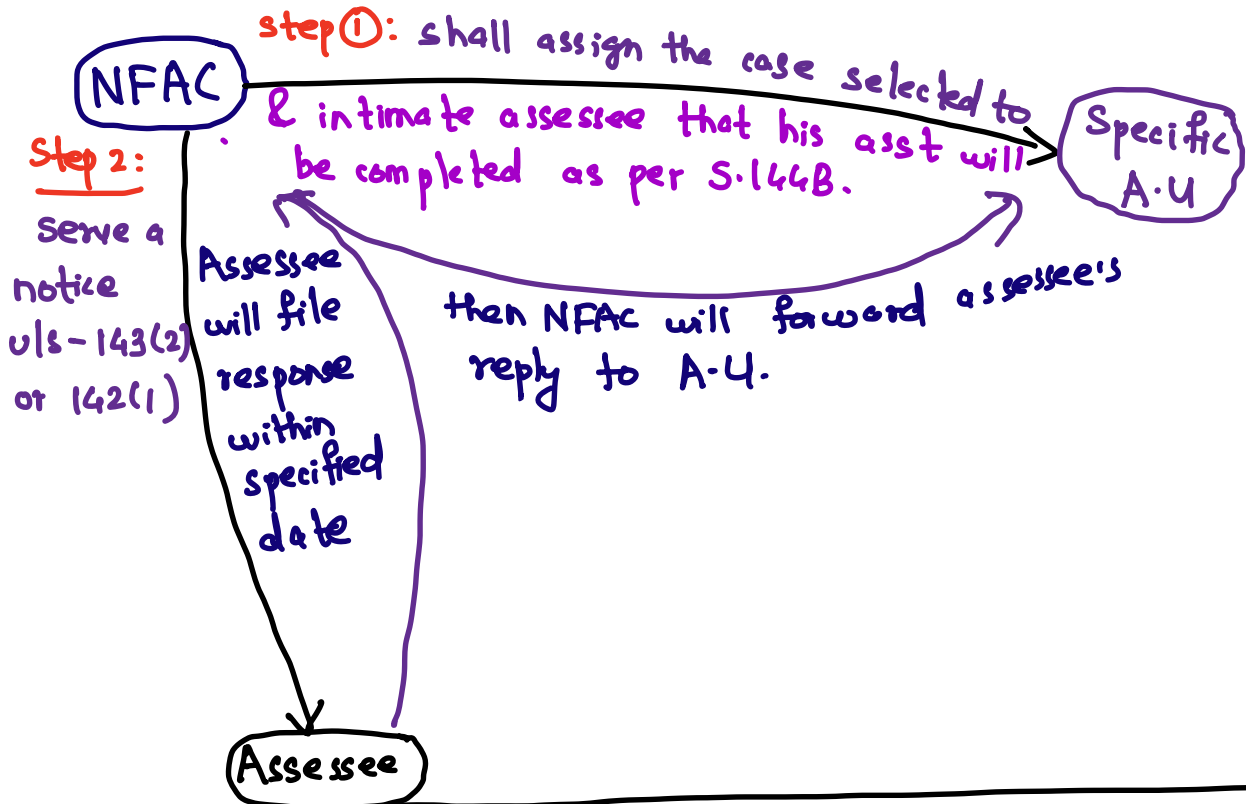 step ①: shall assign the case selected to
NFAC
& intimate assessee that his asst will
be completed as per S.144B.
Specific
A.U
Step 2:
serve a
notice
u/s-143(2)
or 142(1)
Assessee
will file
response
within
specified
date
then NFAC will forward assessee's
reply to A.U.
Assessee